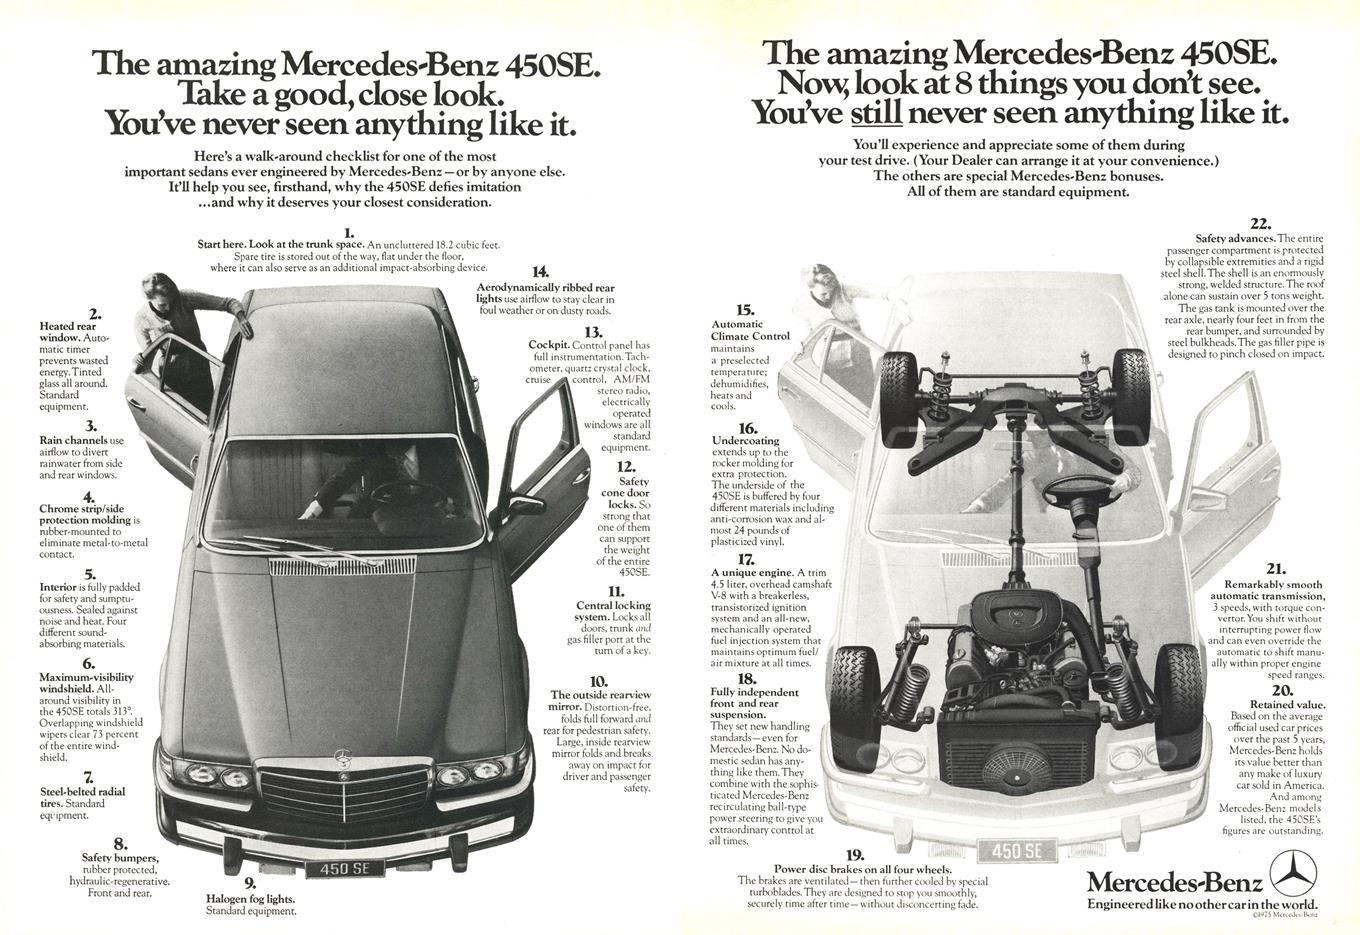 The amazing Mercedes-Benz 450SE.
Take a good, close look.
You've never seen anything like it.
Here's a walk-around checklist for one of the most
important sedans ever engineered by Mercedes-Benz – or by anyone else.
It'll help you see, firsthand, why the 450SE defies imitation
...and why it deserves your closest consideration.
1.
Start here. Look at the trunk space. An uncluttered 18.2 cubic feet.
Spare tire is stored out of the way, flat under the floor,
where it can also serve as an additional impact-absorbing device.
2.
Heated rear
window. Auto-
matic timer
prevents wasted
energy. Tinted
glass all around.
Standard
equipment.
3.
Rain channels use
airflow to divert
rainwater from side
and rear windows.
4.
Chrome strip/side
protection molding is
rubber-mounted to
eliminate metal-to-metal
contact.
5.
Interior is fully padded
for safety and sumptu-
ousness. Sealed against
noise and heat. Four
different sound-
absorbing materials.
6.
Maximum-visibility
windshield. All-
around visibility in
the 450SE totals 313°.
Overlapping windshield
wipers clear 73 percent
of the entire wind-
shield.
7.
Steel-belted radial
tires. Standard
equipment.
8.
Safety bumpers,
rubber protected,
hydraulic-regenerative.
Front and rear.
9.
Halogen fog lights.
Standard equipment.
14.
Aerodynamically ribbed rear
lights use airflow to stay clear in
foul weather or on dusty roads.
13.
Cockpit. Control panel has
full instrumentation. Tach-
ometer, quartz crystal clock,
cruise control, AM/FM
stereo radio,
electrically
operated
windows are all
standard
equipment.
12.
Safety
cone door
locks. So
strong that
one of them
can support
the weight
of the entire
450SE.
11.
Central locking
system. Locks all
doors, trunk and
gas filler port at the
turn of a key.
10.
The outside rearview
mirror. Distortion-free,
folds full forward and
rear for pedestrian safety.
Large, inside rearview
mirror folds and breaks
away on impact for
driver and passenger
safety.
450 SE
The amazing Mercedes-Benz 450SE.
Now, look at 8 things you don't see.
You've still never seen anything like it.
You'll experience and appreciate some of them during
your test drive. (Your Dealer can arrange it at your convenience.)
The others are special Mercedes-Benz bonuses.
All of them are standard equipment.
15.
Automatic
Climate Control
maintains
a preselected
temperature;
dehumidifies,
heats and
cools.
16.
Undercoating
extends up to the
rocker molding for
extra protection.
The underside of the
450SE is buffered by four
different materials including
anti-corrosion wax and al-
most 24 pounds of
plasticized vinyl.
17.
A unique engine. A trim
4.5 liter, overhead camshaft
V-8 with a breakerless,
transistorized ignition
system and an all-new,
mechanically operated
fuel injection system that
maintains optimum fuel/
air mixture at all times.
18.
Fully independent
front and rear
suspension.
They set new handling
standards – even for
Mercedes-Benz. No do-
mestic sedan has any-
thing like them. They
combine with the sophis-
ticated Mercedes-Benz
recirculating ball-type
power steering to give you
extraordinary control at
all times.
19.
Power disc brakes on all four wheels.
The brakes are ventilated – then further cooled by special
turboblades. They are designed to stop you smoothly,
securely time after time – without disconcerting fade.
22.
Safety advances. The entire
passenger compartment is protected
by collapsible extremities and a rigid
steel shell. The shell is an enormously
strong, welded structure. The roof
alone can sustain over 5 tons weight.
The gas tank is mounted over the
rear axle, nearly four feet in from the
rear bumper, and surrounded by
steel bulkheads. The gas filler pipe is
designed to pinch closed on impact.
21.
Remarkably smooth
automatic transmission,
3 speeds, with torque con-
vertor. You shift without
interrupting power flow
and can even override the
automatic to shift manu-
ally within proper engine
speed ranges.
20.
Retained value.
Based on the average
official used car prices
over the past 5 years,
Mercedes-Benz holds
its value better than
any make of luxury
car sold in America.
And among
Mercedes-Benz models
listed, the 450SE's
figures are outstanding.
450 SE
Mercedes-Benz
Engineered like no other car in the world.
©1975 Mercedes-Benz